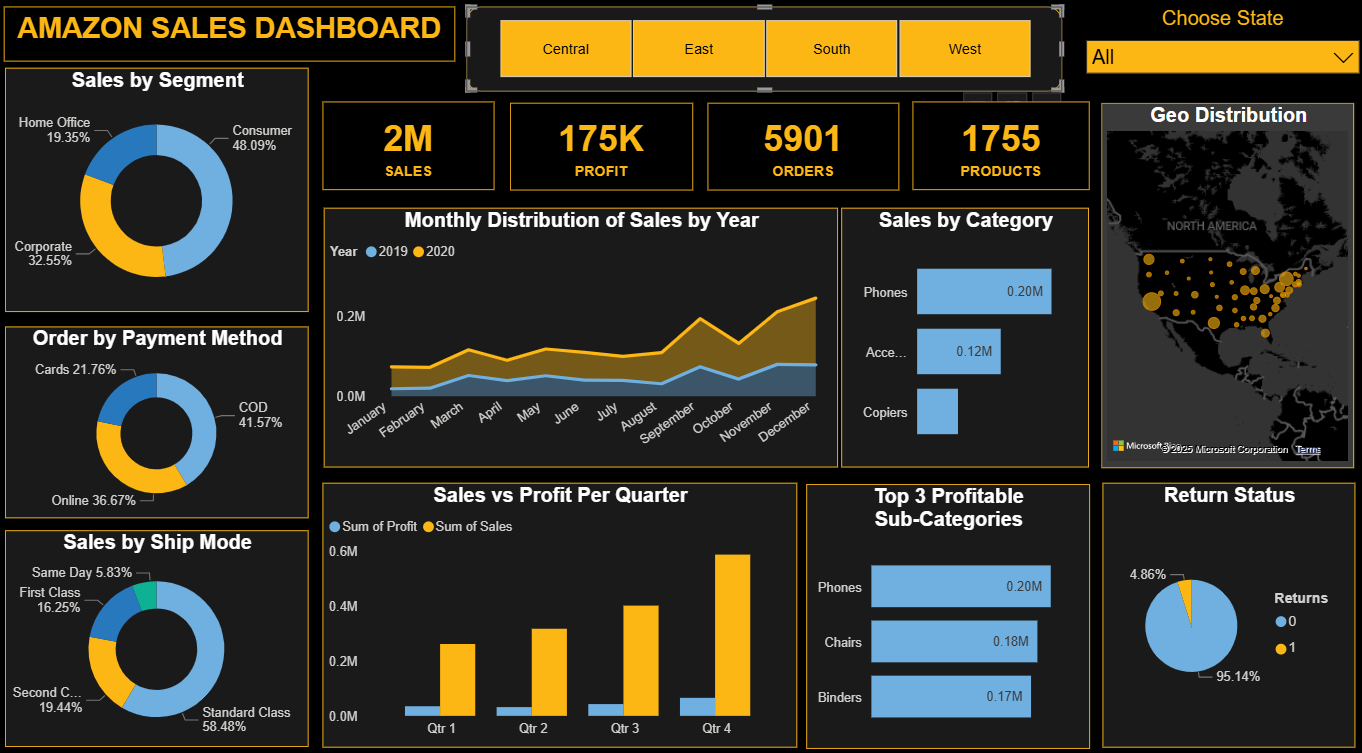 AMAZON SALES DASHBOARD
Central
East
South
West
Choose State
All
Sales by Segment
Home Office
19.35%
Consumer
48.09%
Corporate
32.55%
2M
SALES
175K
PROFIT
5901
ORDERS
1755
PRODUCTS
Geo Distribution
NORTH AMERICA
Microsoft
© 2025 Microsoft Corporation
Terms
Monthly Distribution of Sales by Year
Year
2019
2020
0.2M
0.0M
January
February
March
April
May
June
July
August
September
October
November
December
Sales by Category
Phones
0.20M
Acce...
0.12M
Copiers
Order by Payment Method
Cards 21.76%
COD
41.57%
Online 36.67%
Sales by Ship Mode
Same Day 5.83%
First Class
16.25%
Second C...
19.44%
Standard Class
58.48%
Sales vs Profit Per Quarter
Sum of Profit
Sum of Sales
0.6M
0.4M
0.2M
0.0M
Qtr 1
Qtr 2
Qtr 3
Qtr 4
Top 3 Profitable
Sub-Categories
Phones
0.20M
Chairs
0.18M
Binders
0.17M
Return Status
4.86%
95.14%
Returns
0
1